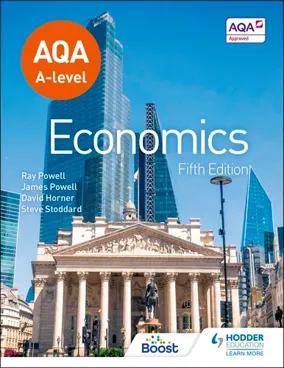 AQA
A-level
AQA
Approved
Economics
Fifth Edition
Ray Powell
James Powell
David Horner
Steve Stoddard
Boost
HODDER
EDUCATION
LEARN MORE